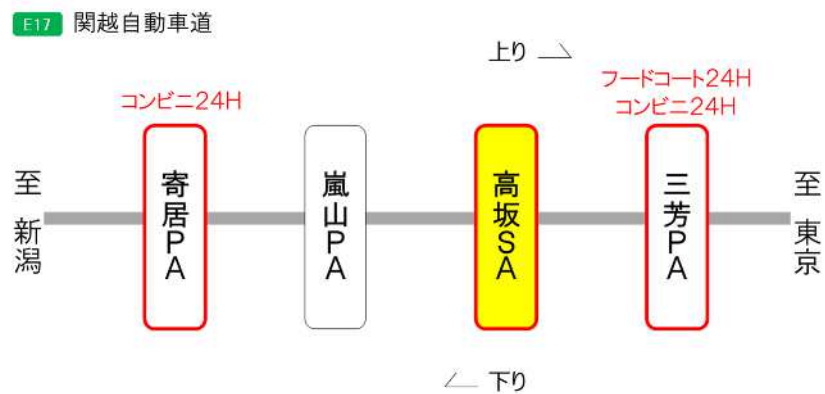 E17 関越自動車道
上り
フードコート24H
コンビニ24H
コンビニ24H
至 新潟
寄居PA
嵐山PA
高坂SA
三芳PA
至 東京
下り